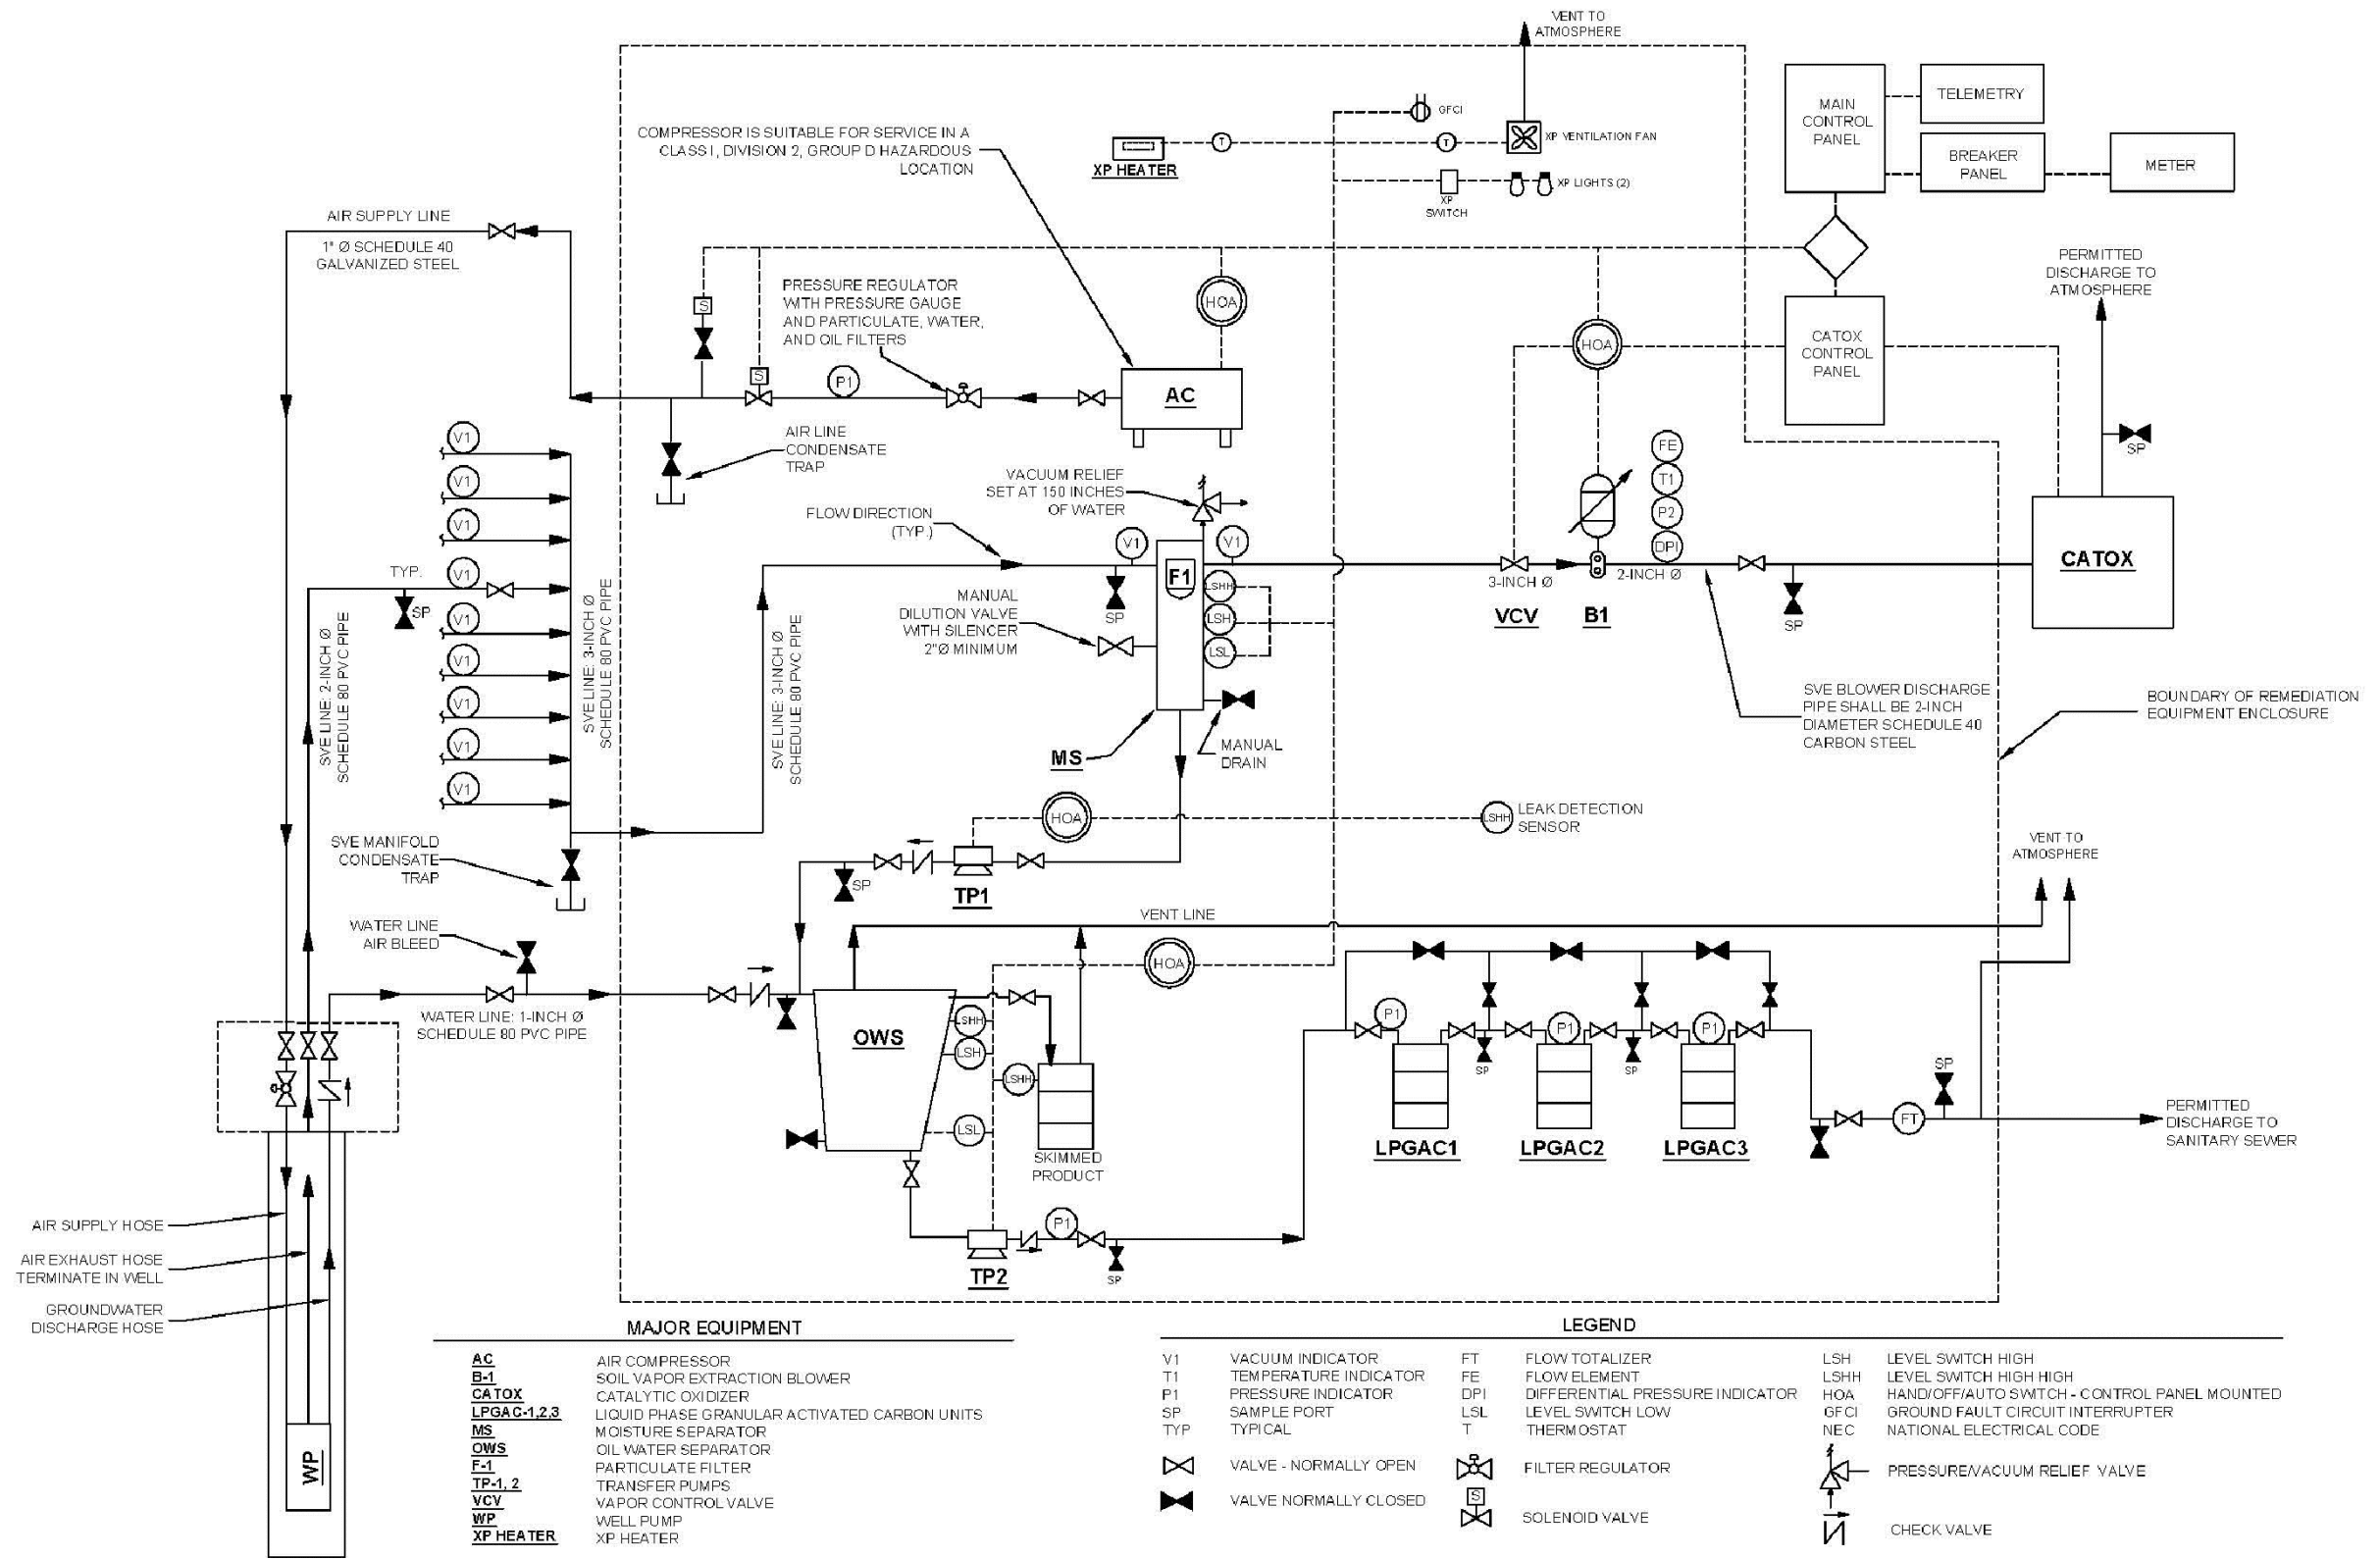 VENT TO
ATMOSPHERE
COMPRESSOR IS SUITABLE FOR SERVICE IN A
CLASS I, DIVISION 2, GROUP D HAZARDOUS
LOCATION
GFCI
T
T
XP VENTILATION FAN
XP HEATER
XP LIGHTS (2)
XP
SWITCH
MAIN
CONTROL
PANEL
TELEMETRY
BREAKER
PANEL
METER
AIR SUPPLY LINE
1" Ø SCHEDULE 40
GALVANIZED STEEL
PRESSURE REGULATOR
WITH PRESSURE GAUGE
AND PARTICULATE, WATER,
AND OIL FILTERS
S
S
P1
HOA
AC
HOA
CATOX
CONTROL
PANEL
PERMITTED
DISCHARGE TO
ATMOSPHERE
SP
AIR LINE
CONDENSATE
TRAP
VACUUM RELIEF
SET AT 150 INCHES
OF WATER
FLOW DIRECTION
(TYP.)
V1
V1
V1
V1
V1
V1
V1
V1
V1
TYP.
SP
SVE LINE: 2-INCH Ø
SCHEDULE 80 PVC PIPE
SVE LINE: 3-INCH Ø
SCHEDULE 80 PVC PIPE
SVE LINE: 3-INCH Ø
SCHEDULE 80 PVC PIPE
V1
SP
F1
V1
LSHH
LSH
LSL
MANUAL
DILUTION VALVE
WITH SILENCER
2"Ø MINIMUM
MS
MANUAL
DRAIN
FE
T1
P2
DPI
3-INCH Ø
VCV
B1
2-INCH Ø
SP
CATOX
SVE BLOWER DISCHARGE
PIPE SHALL BE 2-INCH
DIAMETER SCHEDULE 40
CARBON STEEL
BOUNDARY OF REMEDIATION
EQUIPMENT ENCLOSURE
HOA
LSHH
LEAK DETECTION
SENSOR
SVE MANIFOLD
CONDENSATE
TRAP
SP
TP1
VENT TO
ATMOSPHERE
WATER LINE
AIR BLEED
VENT LINE
HOA
WATER LINE: 1-INCH Ø
SCHEDULE 80 PVC PIPE
OWS
LSHH
LSH
LSHH
LSL
SKIMMED
PRODUCT
P1
P1
P1
SP
SP
LPGAC1
LPGAC2
LPGAC3
SP
FT
PERMITTED
DISCHARGE TO
SANITARY SEWER
P1
SP
TP2
AIR SUPPLY HOSE
AIR EXHAUST HOSE
TERMINATE IN WELL
GROUNDWATER
DISCHARGE HOSE
WP
MAJOR EQUIPMENT
AC AIR COMPRESSOR
B-1 SOIL VAPOR EXTRACTION BLOWER
CATOX CATALYTIC OXIDIZER
LPGAC-1,2,3 LIQUID PHASE GRANULAR ACTIVATED CARBON UNITS
MS MOISTURE SEPARATOR
OWS OIL WATER SEPARATOR
F-1 PARTICULATE FILTER
TP-1, 2 TRANSFER PUMPS
VCV VAPOR CONTROL VALVE
WP WELL PUMP
XP HEATER XP HEATER
LEGEND
V1 VACUUM INDICATOR FT FLOW TOTALIZER LSH LEVEL SWITCH HIGH
T1 TEMPERATURE INDICATOR FE FLOW ELEMENT LSHH LEVEL SWITCH HIGH HIGH
P1 PRESSURE INDICATOR DPI DIFFERENTIAL PRESSURE INDICATOR HOA HAND/OFF/AUTO SWITCH - CONTROL PANEL MOUNTED
SP SAMPLE PORT LSL LEVEL SWITCH LOW GFCI GROUND FAULT CIRCUIT INTERRUPTER
TYP TYPICAL T THERMOSTAT NEC NATIONAL ELECTRICAL CODE
VALVE - NORMALLY OPEN FILTER REGULATOR PRESSURE/VACUUM RELIEF VALVE
VALVE NORMALLY CLOSED S SOLENOID VALVE CHECK VALVE